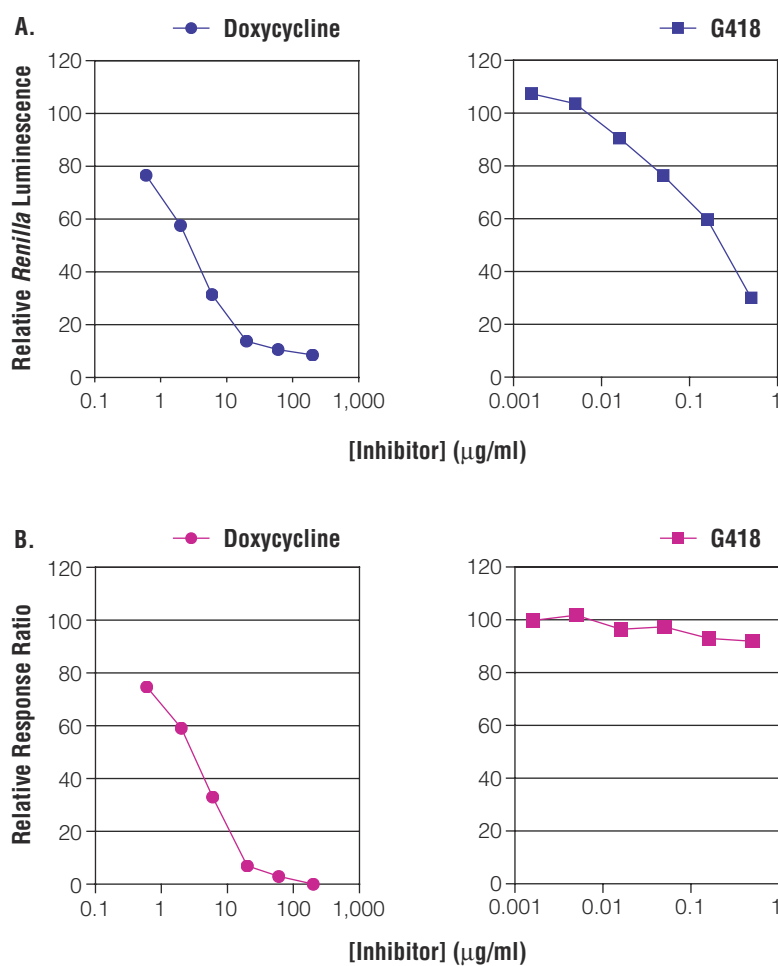 A.
Doxycycline
G418
Relative Renilla Luminescence
120
100
80
60
40
20
0
0.1 1 10 100 1,000
120
100
80
60
40
20
0
0.001 0.01 0.1 1
[Inhibitor] (μg/ml)
B.
Doxycycline
G418
Relative Response Ratio
120
100
80
60
40
20
0
0.1 1 10 100 1,000
120
100
80
60
40
20
0.001 0.01 0.1 1
[Inhibitor] (μg/ml)